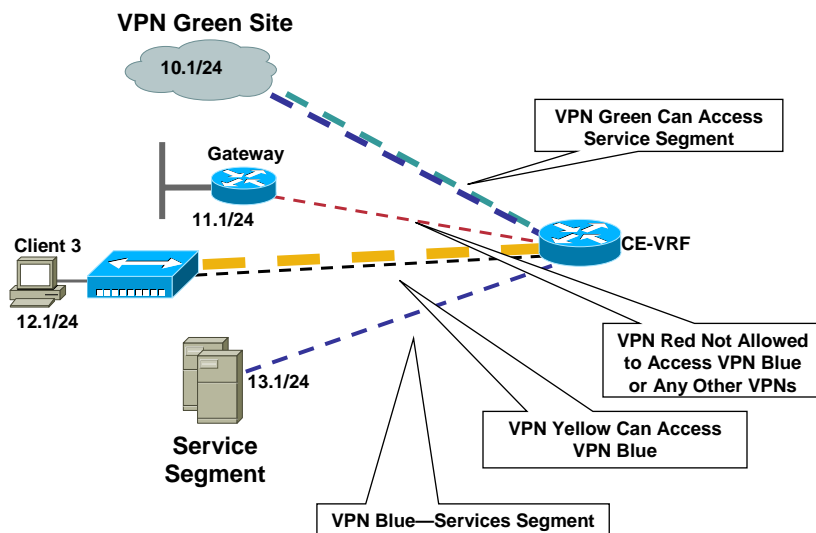 VPN Green Site
10.1/24
VPN Green Can Access
Service Segment
Gateway
11.1/24
CE-VRF
Client 3
12.1/24
13.1/24
VPN Red Not Allowed
to Access VPN Blue
or Any Other VPNs
Service
Segment
VPN Yellow Can Access
VPN Blue
VPN Blue—Services Segment